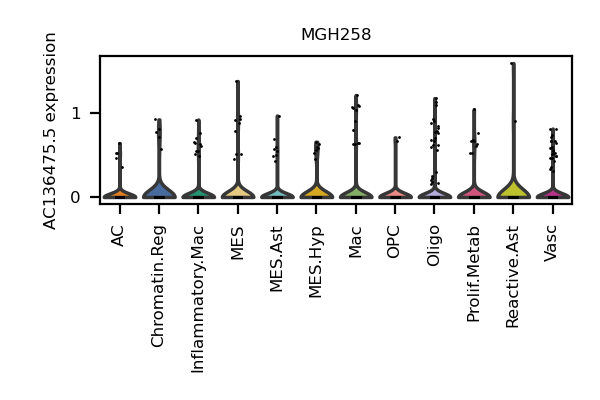 MGH258
AC136475.5 expression
1
0
AC
Chromatin.Reg
Inflammatory.Mac
MES
MES.Ast
MES.Hyp
Mac
OPC
Oligo
Prolif.Metab
Reactive.Ast
Vasc